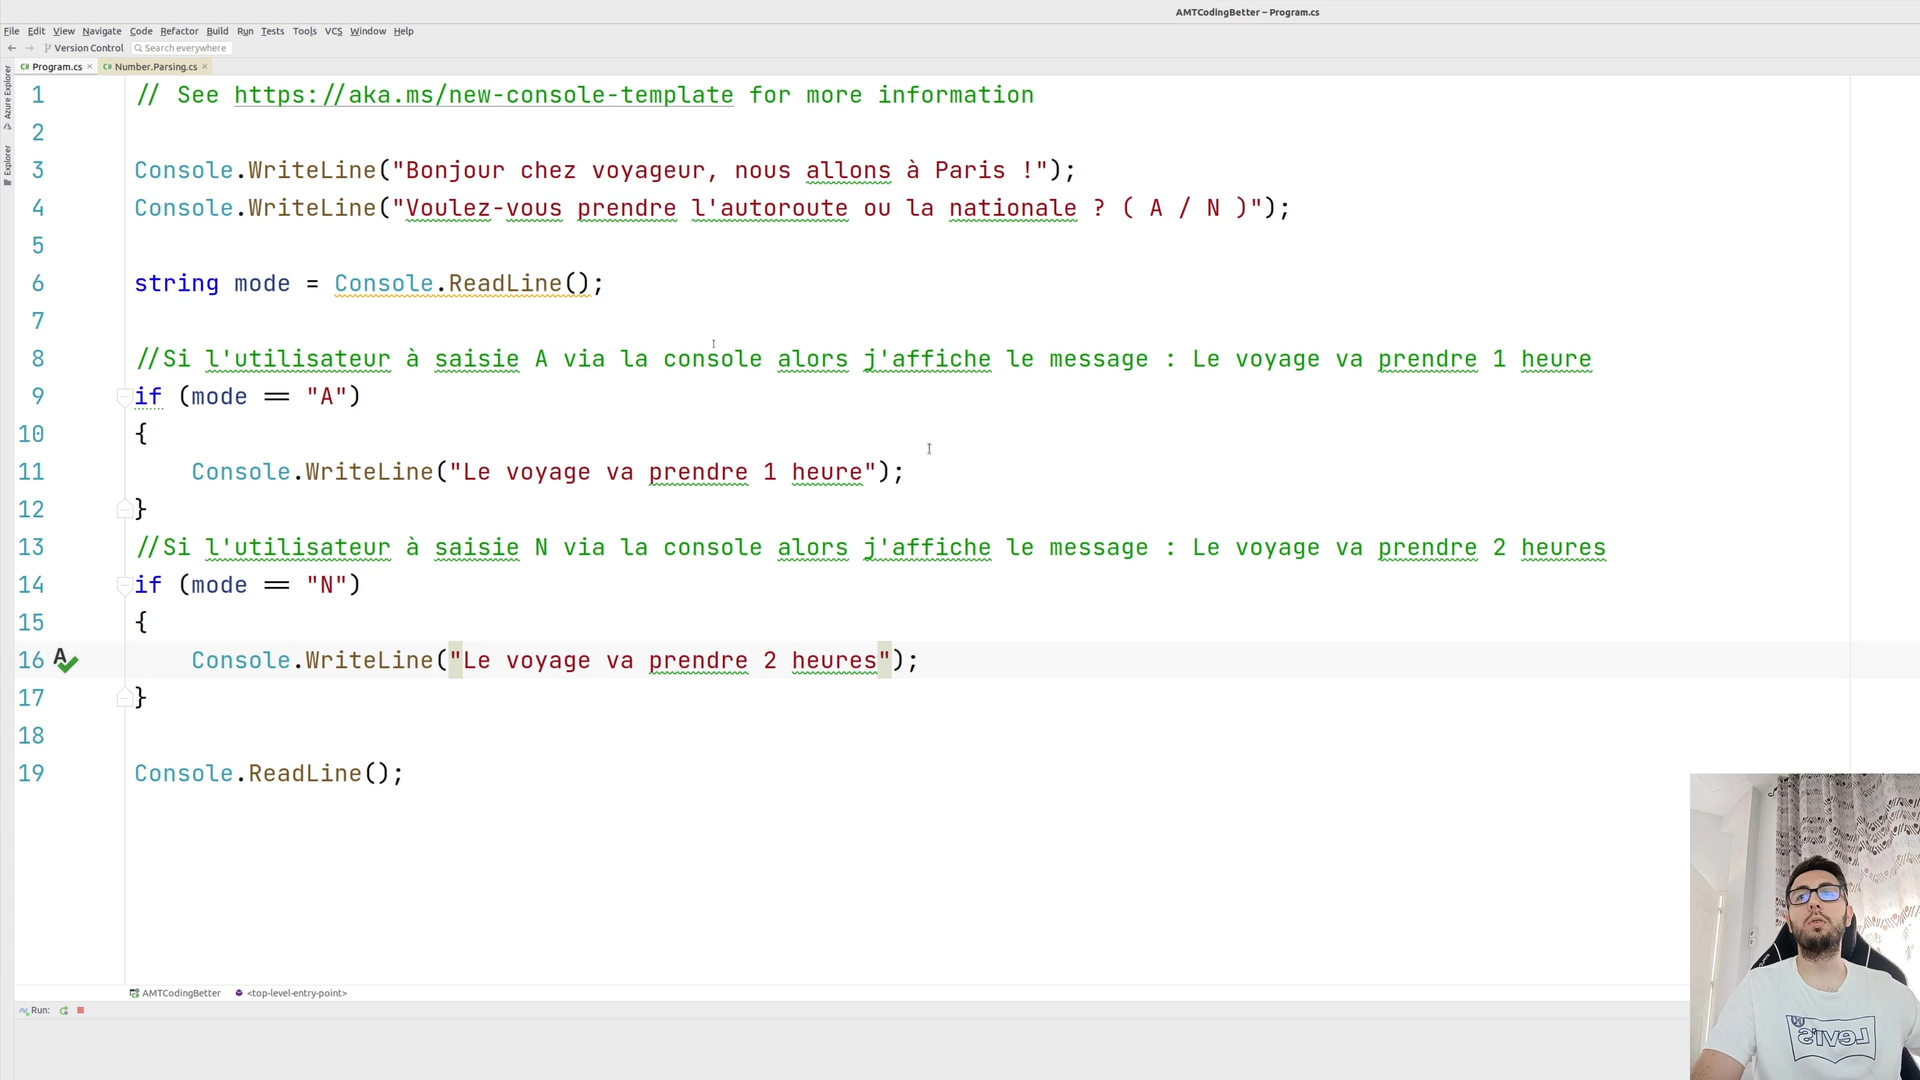 AMTCodingBetter – Program.cs
File Edit View Navigate Code Refactor Build Run Tests Tools VCS Window Help
Version Control Search everywhere
C# Program.cs × C# Number.Parsing.cs ×
Azure Explorer
Explorer
1 // See https://aka.ms/new-console-template for more information
2
3 Console.WriteLine("Bonjour chez voyageur, nous allons à Paris !");
4 Console.WriteLine("Voulez-vous prendre l'autoroute ou la nationale ? ( A / N )");
5
6 string mode = Console.ReadLine();
7
8 //Si l'utilisateur à saisie A via la console alors j'affiche le message : Le voyage va prendre 1 heure
9 if (mode == "A")
10 {
11 Console.WriteLine("Le voyage va prendre 1 heure");
12 }
13 //Si l'utilisateur à saisie N via la console alors j'affiche le message : Le voyage va prendre 2 heures
14 if (mode == "N")
15 {
16 Console.WriteLine("Le voyage va prendre 2 heures");
17 }
18
19 Console.ReadLine();
AMTCodingBetter <top-level-entry-point>
Run:
Levi's